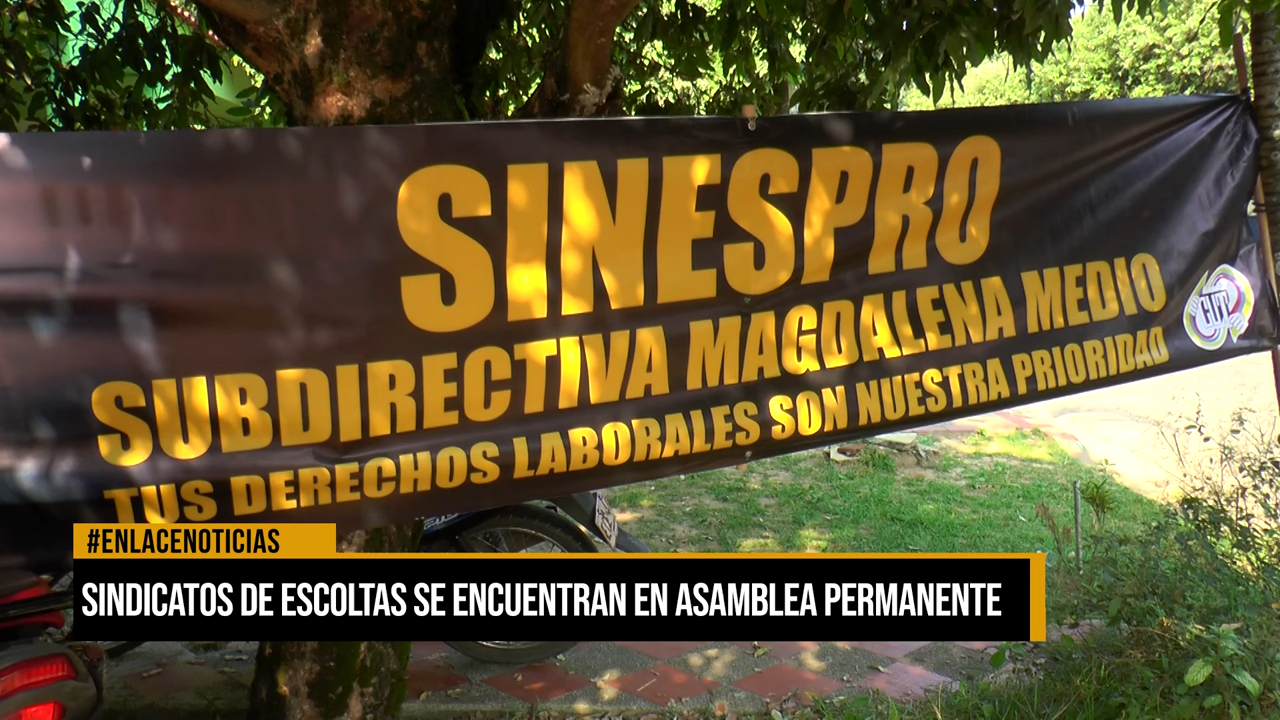 SINESPRO
SUBDIRECTIVA MAGDALENA MEDIO
TUS DERECHOS LABORALES SON NUESTRA PRIORIDAD
#ENLACENOTICIAS
SINDICATOS DE ESCOLTAS SE ENCUENTRAN EN ASAMBLEA PERMANENTE